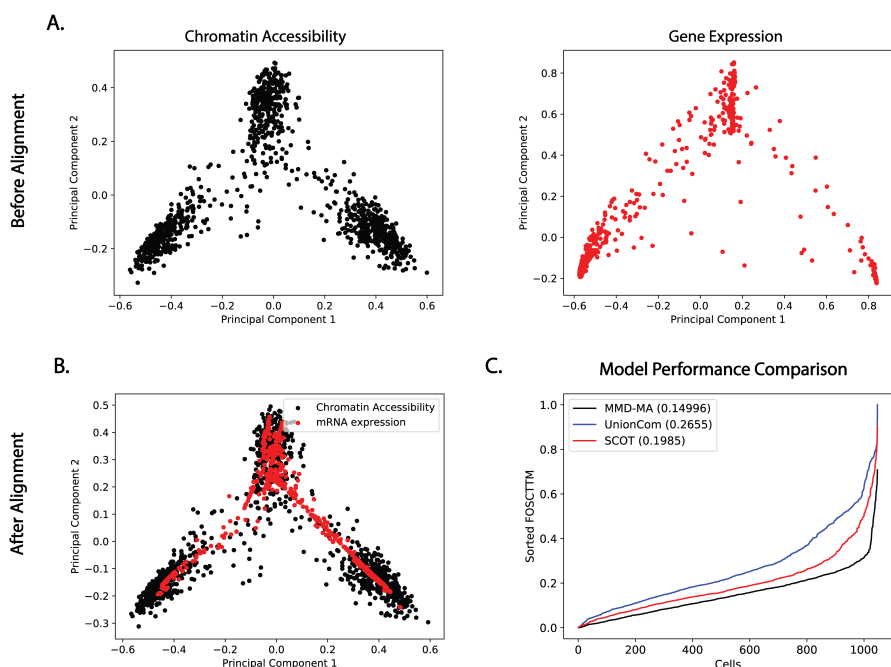 A.
Chromatin Accessibility
Gene Expression
Before Alignment
Principal Component 2
0.4
0.2
0.0
−0.2
−0.6
−0.4
−0.2
0.0
0.2
0.4
0.6
Principal Component 1
Principal Component 2
0.8
0.6
0.4
0.2
0.0
−0.2
−0.6
−0.4
−0.2
0.0
0.2
0.4
0.6
0.8
Principal Component 1
B.
After Alignment
Principal Component 2
0.5
0.4
0.3
0.2
0.1
0.0
−0.1
−0.2
−0.3
Chromatin Accessibility
mRNA expression
−0.6
−0.4
−0.2
0.0
0.2
0.4
0.6
Principal Component 1
C.
Model Performance Comparison
Sorted FOSCTTM
1.0
0.8
0.6
0.4
0.2
0.0
MMD-MA (0.14996)
UnionCom (0.2655)
SCOT (0.1985)
0
200
400
600
800
1000
Cells